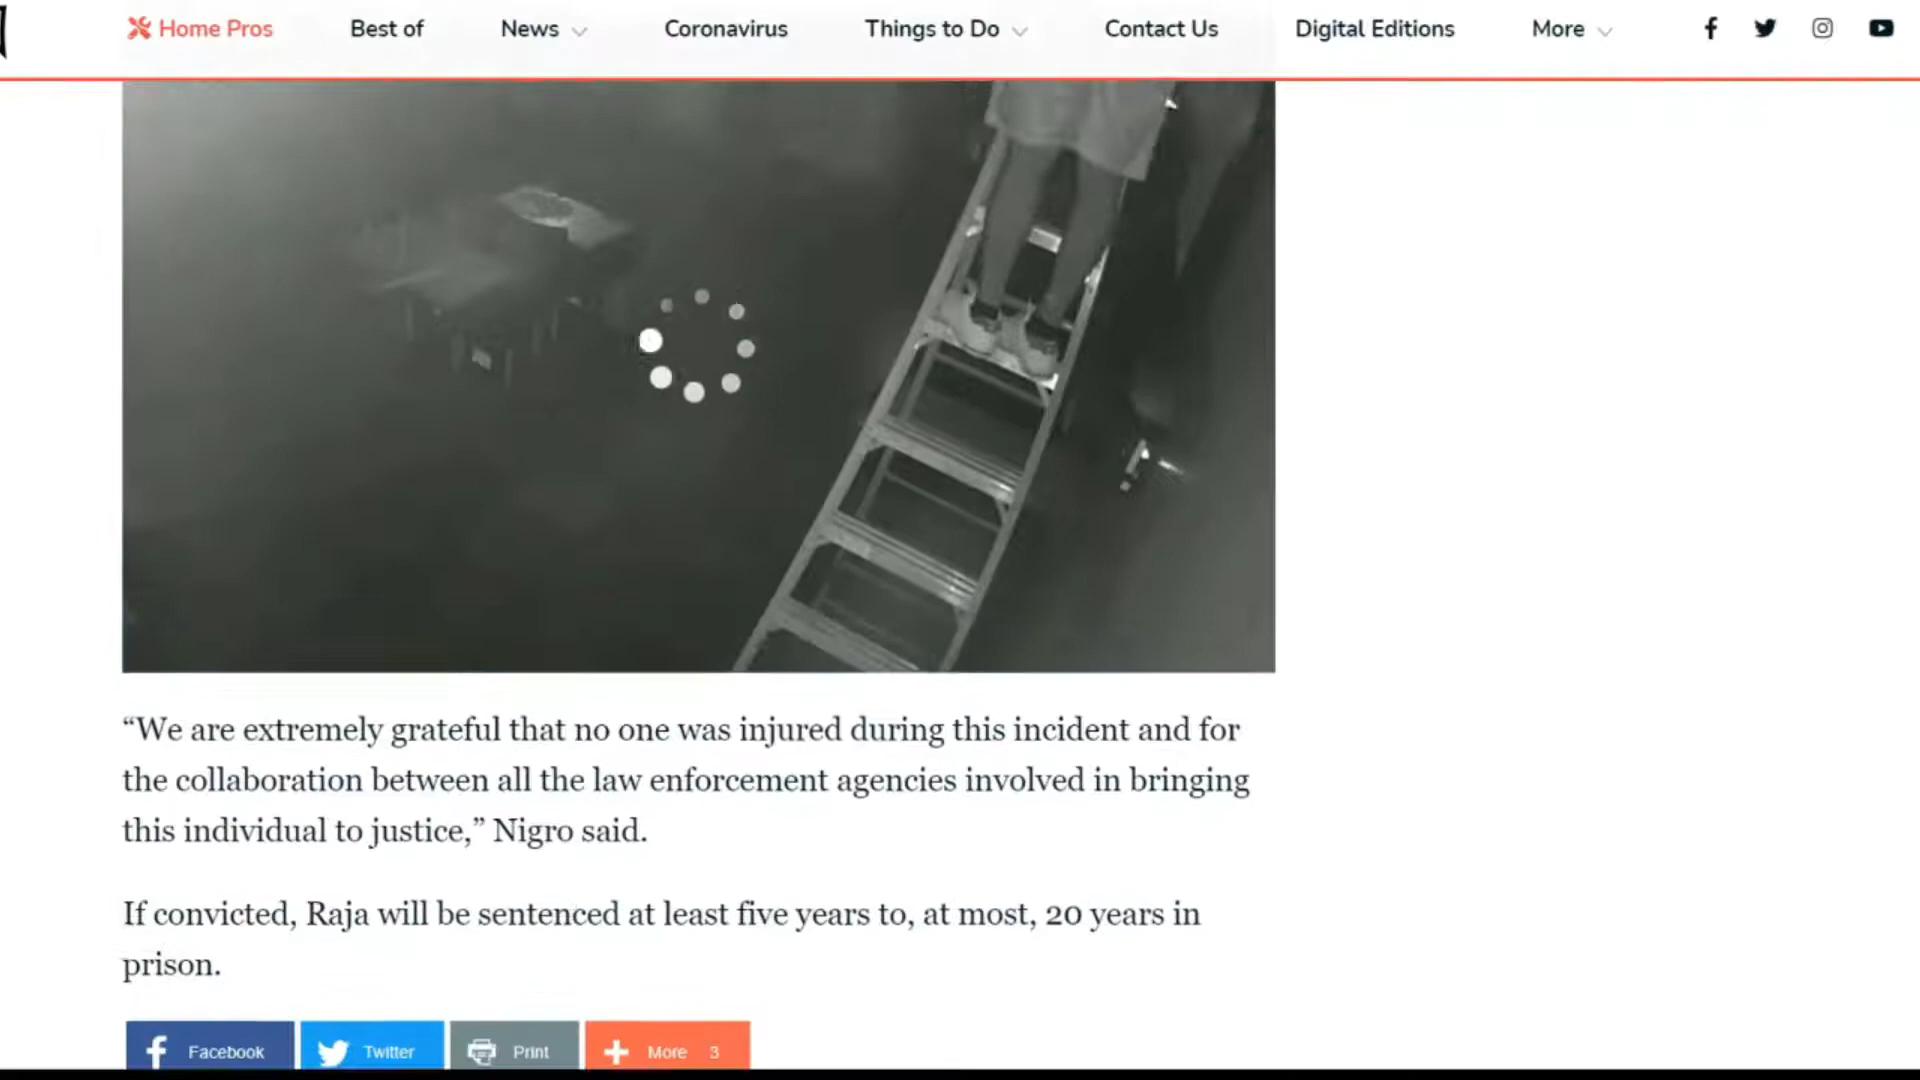 Home Pros Best of News Coronavirus Things to Do Contact Us Digital Editions More
“We are extremely grateful that no one was injured during this incident and for
the collaboration between all the law enforcement agencies involved in bringing
this individual to justice,” Nigro said.
If convicted, Raja will be sentenced at least five years to, at most, 20 years in
prison.
Facebook Twitter Print More 3